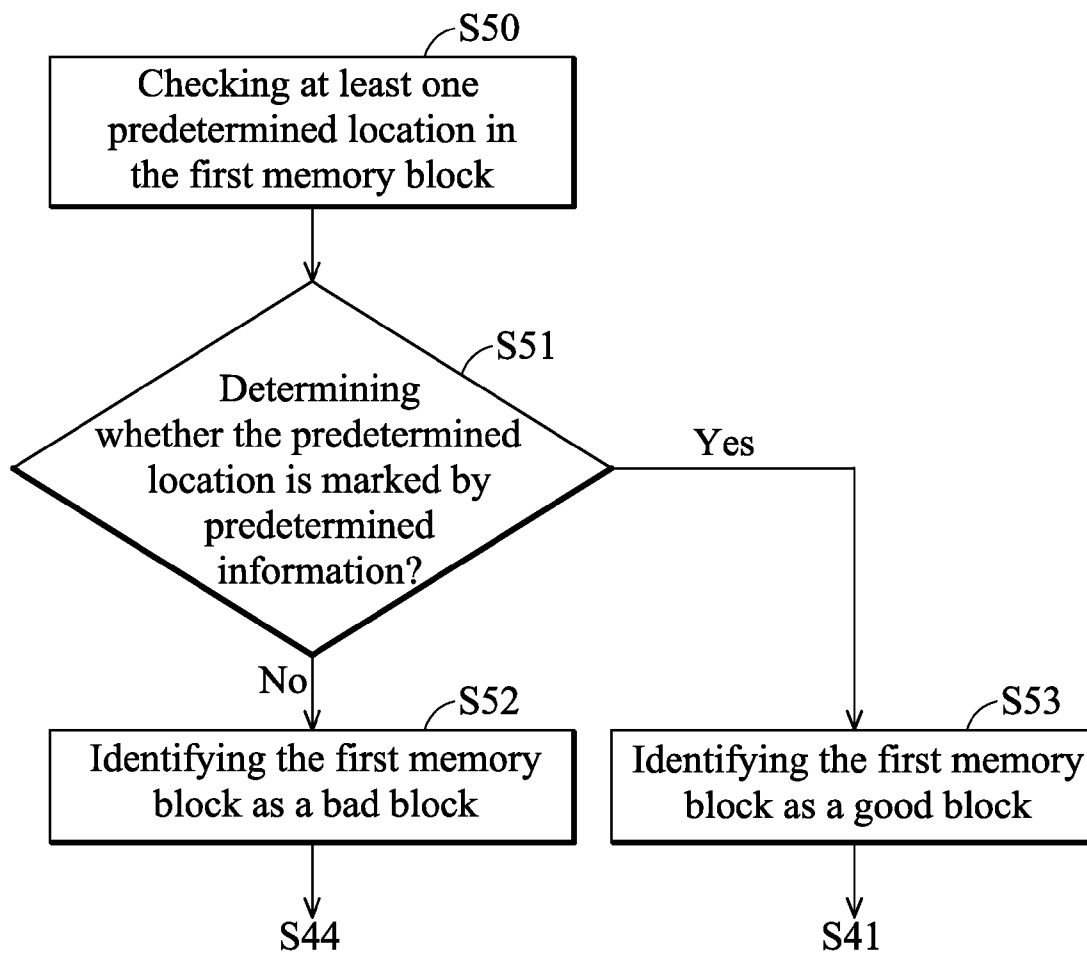 S50
Checking at least one
predetermined location in
the first memory block
S51
Determining
whether the predetermined
location is marked by
predetermined
information?
Yes
No
S52
Identifying the first memory
block as a bad block
S53
Identifying the first memory
block as a good block
S44
S41